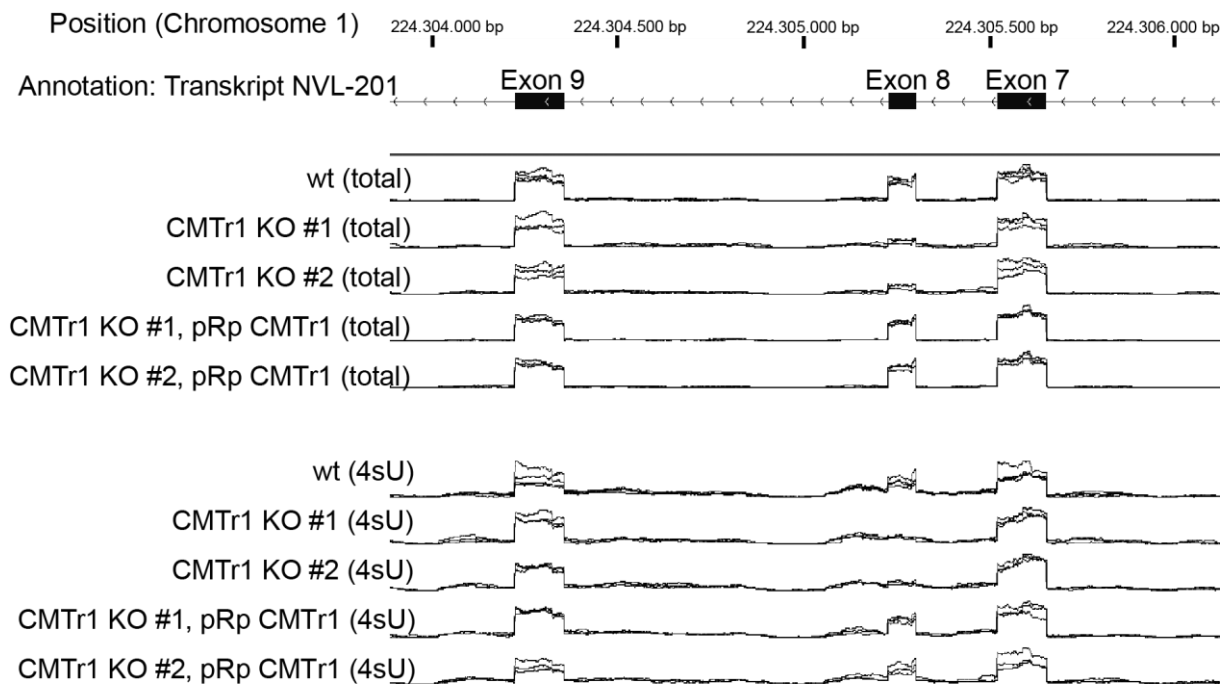 Position (Chromosome 1) 224.304.000 bp 224.304.500 bp 224.305.000 bp 224.305.500 bp 224.306.000 bp
Annotation: Transkript NVL-201 Exon 9 Exon 8 Exon 7
wt (total)
CMTr1 KO #1 (total)
CMTr1 KO #2 (total)
CMTr1 KO #1, pRp CMTr1 (total)
CMTr1 KO #2, pRp CMTr1 (total)
wt (4sU)
CMTr1 KO #1 (4sU)
CMTr1 KO #2 (4sU)
CMTr1 KO #1, pRp CMTr1 (4sU)
CMTr1 KO #2, pRp CMTr1 (4sU)